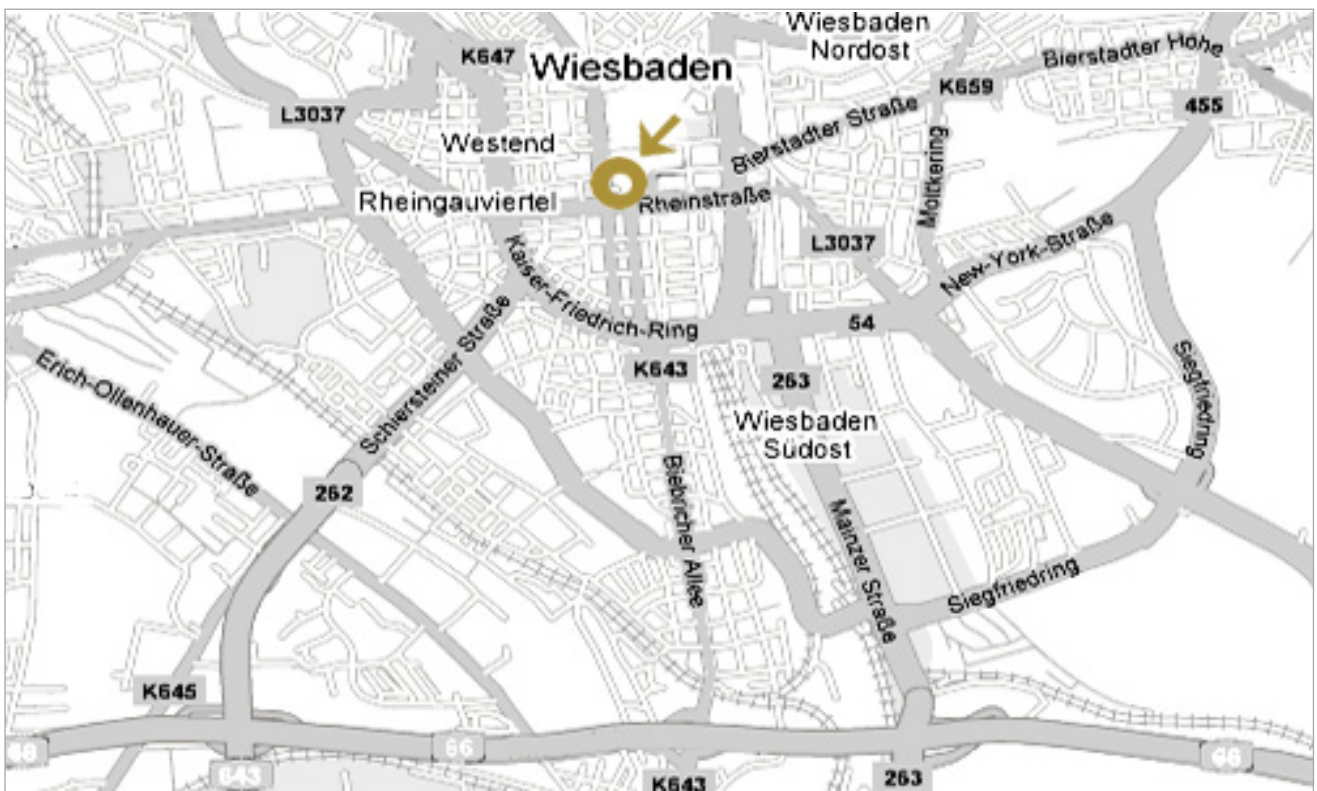 Wiesbaden
Nordost
K647
Wiesbaden
Bierstadter Höhe
K659
455
L3037
Westend
Bierstadter Straße
Moltkering
Rheingauviertel
Rheinstraße
L3037
New-York-Straße
Kaiser-Friedrich-Ring
54
K643
263
Siegfriedring
Erich-Ollenhauer-Straße
Schiersteiner Straße
Wiesbaden
Südost
262
Biebricher Allee
Mainzer Straße
Siegfriedring
K645
66
66
66
643
K643
263